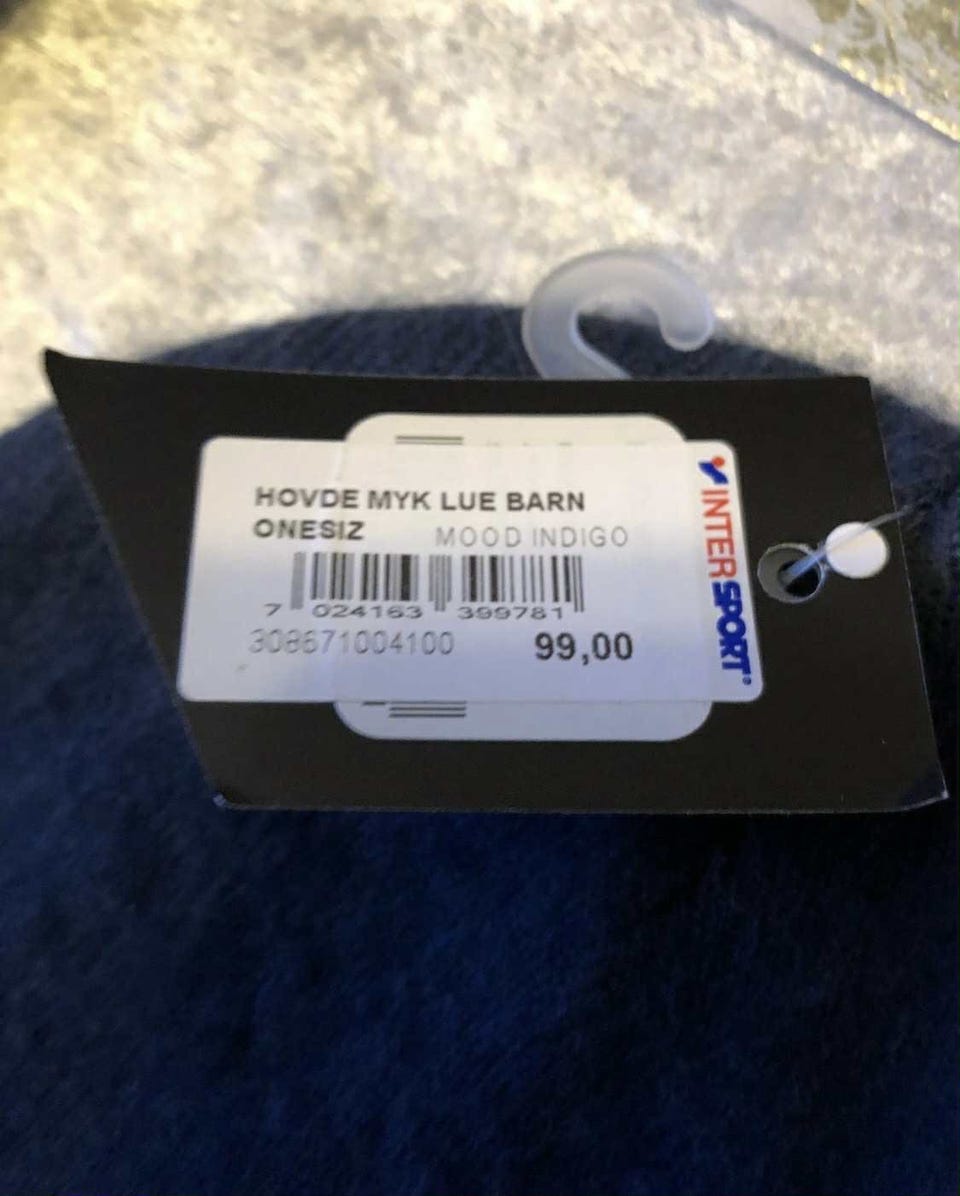 HOVDE MYK LUE BARN
ONESIZ MOOD INDIGO
7 024163 399781
308671004100 99,00
INTERSPORT